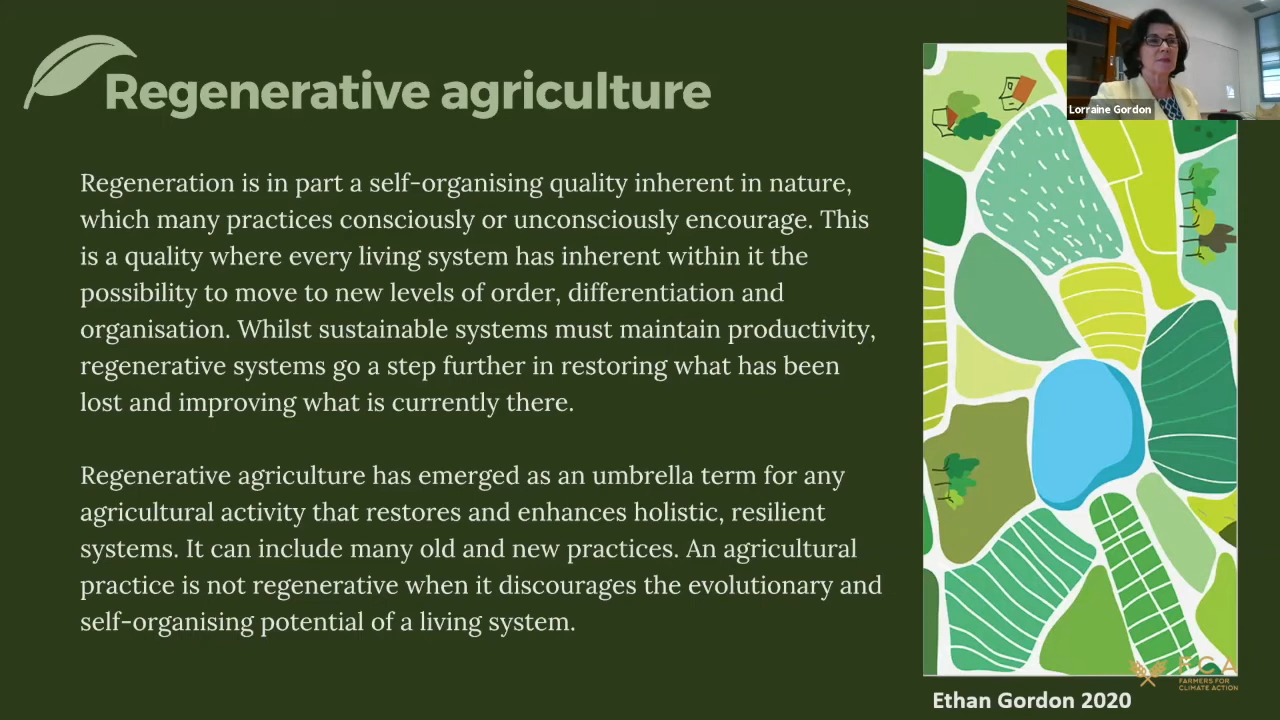 Regenerative agriculture
Lorraine Gordon
Regeneration is in part a self-organising quality inherent in nature,
which many practices consciously or unconsciously encourage. This
is a quality where every living system has inherent within it the
possibility to move to new levels of order, differentiation and
organisation. Whilst sustainable systems must maintain productivity,
regenerative systems go a step further in restoring what has been
lost and improving what is currently there.
Regenerative agriculture has emerged as an umbrella term for any
agricultural activity that restores and enhances holistic, resilient
systems. It can include many old and new practices. An agricultural
practice is not regenerative when it discourages the evolutionary and
self-organising potential of a living system.
FCA
FARMERS FOR
CLIMATE ACTION
Ethan Gordon 2020